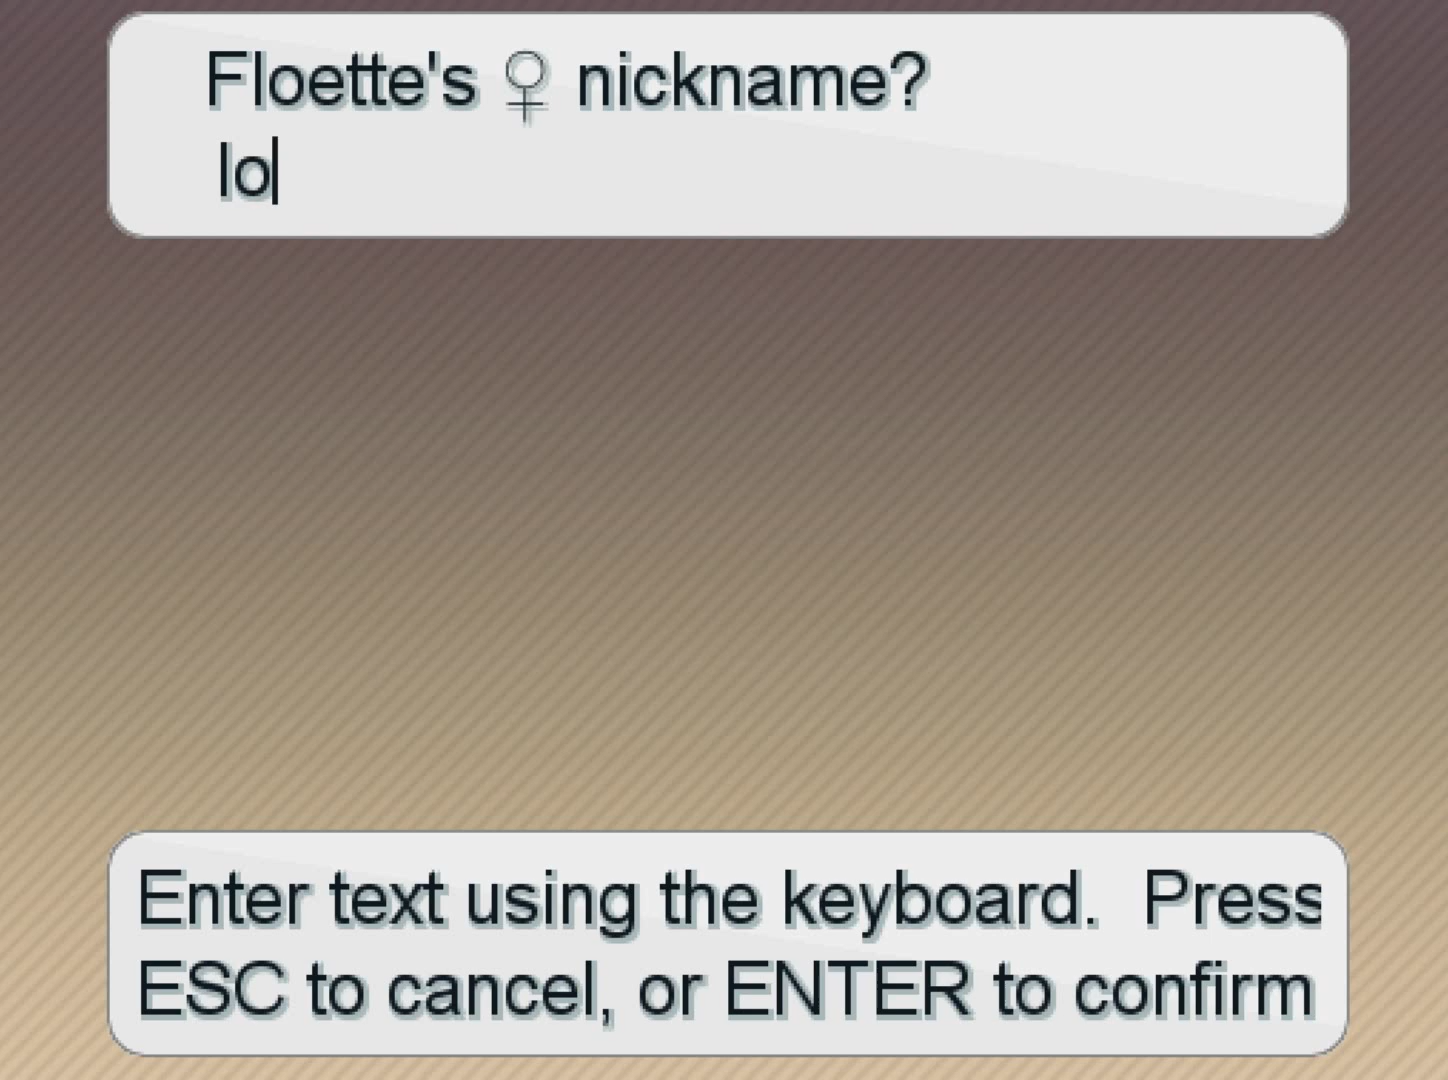 Floette's ♀ nickname?
lo
Enter text using the keyboard.  Press
ESC to cancel, or ENTER to confirm